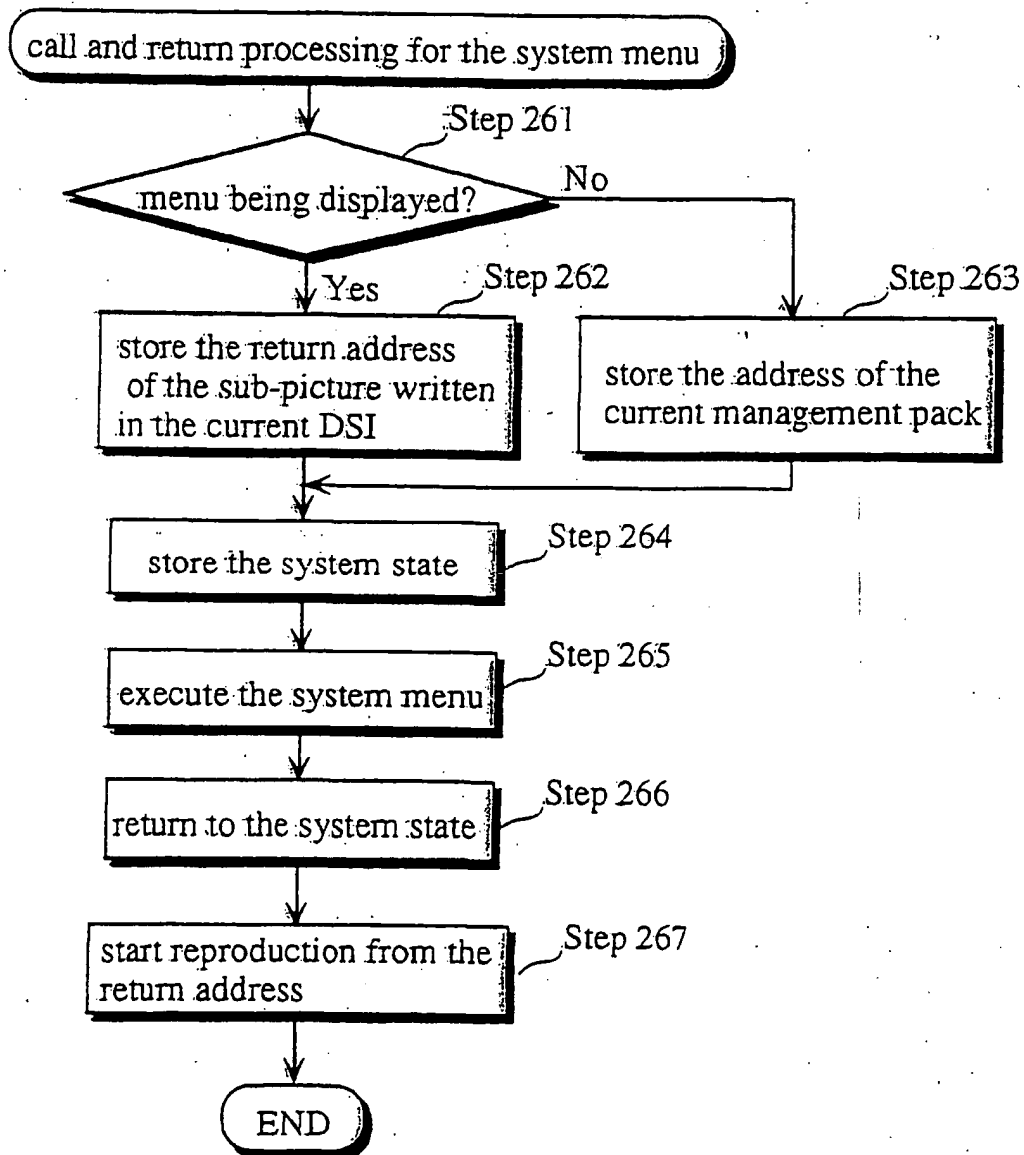 call and return processing for the system menu
Step 261
menu being displayed?
No
Yes
Step 262
Step 263
store the return address
of the sub-picture written
in the current DSI
store the address of the
current management pack
Step 264
store the system state
Step 265
execute the system menu
Step 266
return to the system state
Step 267
start reproduction from the
return address
END